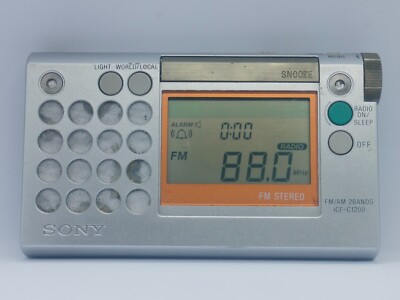 LIGHT WORLD/LOCAL
SNOOZE
ALARM
0:00
RADIO
FM
88.0
MHz
FM STEREO
RADIO
ON/
SLEEP
OFF
FM/AM 2BANDS
ICF-C1200
SONY